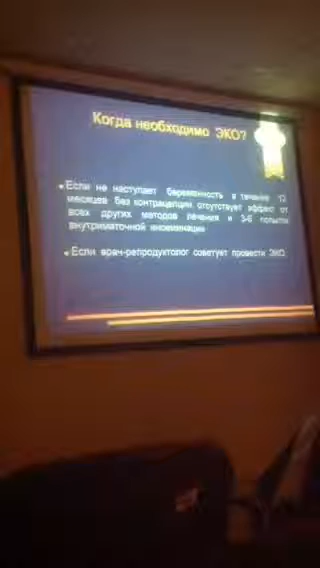 Когда необходимо ЭКО?
Если не наступает беременность в течение 12
месяцев без контрацепции, отсутствует эффект от
всех других методов лечения и 3-6 попыток
внутриматочной инсеминации
Если врач-репродуктолог советует провести ЭКО.